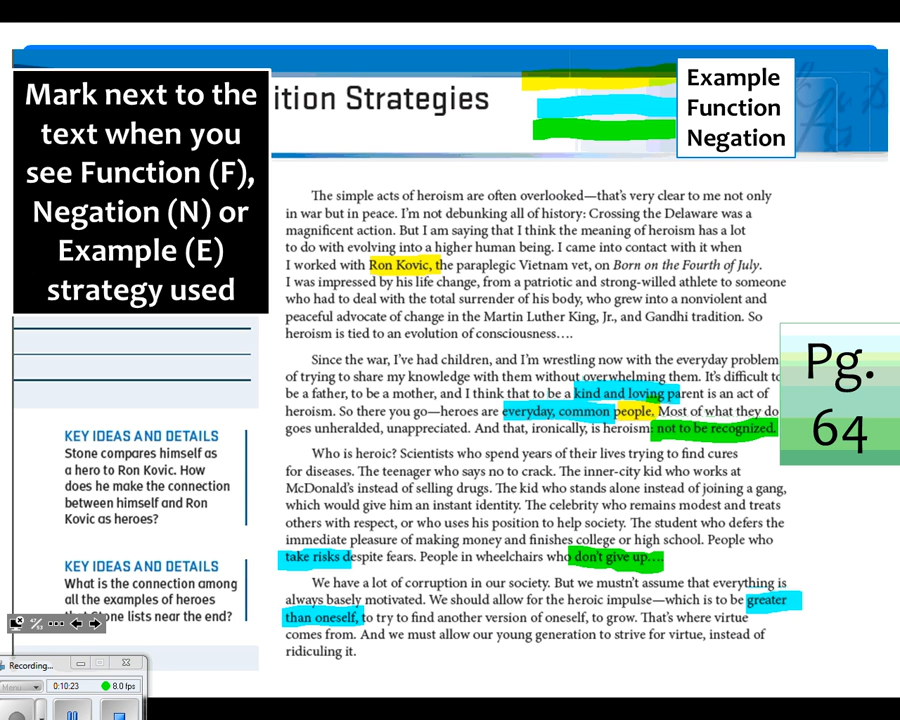 Mark next to the
text when you
see Function (F),
Negation (N) or
Example (E)
strategy used
ition Strategies
Example
Function
Negation
The simple acts of heroism are often overlooked—that's very clear to me not only
in war but in peace. I'm not debunking all of history: Crossing the Delaware was a
magnificent action. But I am saying that I think the meaning of heroism has a lot
to do with evolving into a higher human being. I came into contact with it when
I worked with Ron Kovic, the paraplegic Vietnam vet, on Born on the Fourth of July.
I was impressed by his life change, from a patriotic and strong-willed athlete to someone
who had to deal with the total surrender of his body, who grew into a nonviolent and
peaceful advocate of change in the Martin Luther King, Jr., and Gandhi tradition. So
heroism is tied to an evolution of consciousness....
Since the war, I've had children, and I'm wrestling now with the everyday problem
of trying to share my knowledge with them without overwhelming them. It's difficult to
be a father, to be a mother, and I think that to be a kind and loving parent is an act of
heroism. So there you go—heroes are everyday, common people. Most of what they do
goes unheralded, unappreciated. And that, ironically, is heroism: not to be recognized.
Who is heroic? Scientists who spend years of their lives trying to find cures
for diseases. The teenager who says no to crack. The inner-city kid who works at
McDonald's instead of selling drugs. The kid who stands alone instead of joining a gang,
which would give him an instant identity. The celebrity who remains modest and treats
others with respect, or who uses his position to help society. The student who defers the
immediate pleasure of making money and finishes college or high school. People who
take risks despite fears. People in wheelchairs who don't give up....
We have a lot of corruption in our society. But we mustn't assume that everything is
always basely motivated. We should allow for the heroic impulse—which is to be greater
than oneself, to try to find another version of oneself, to grow. That's where virtue
comes from. And we must allow our young generation to strive for virtue, instead of
ridiculing it.
Pg.
64
KEY IDEAS AND DETAILS
Stone compares himself as
a hero to Ron Kovic. How
does he make the connection
between himself and Ron
Kovic as heroes?
KEY IDEAS AND DETAILS
What is the connection among
all the examples of heroes
one lists near the end?
Recording...
Menu
0:10:23
8.0 fps